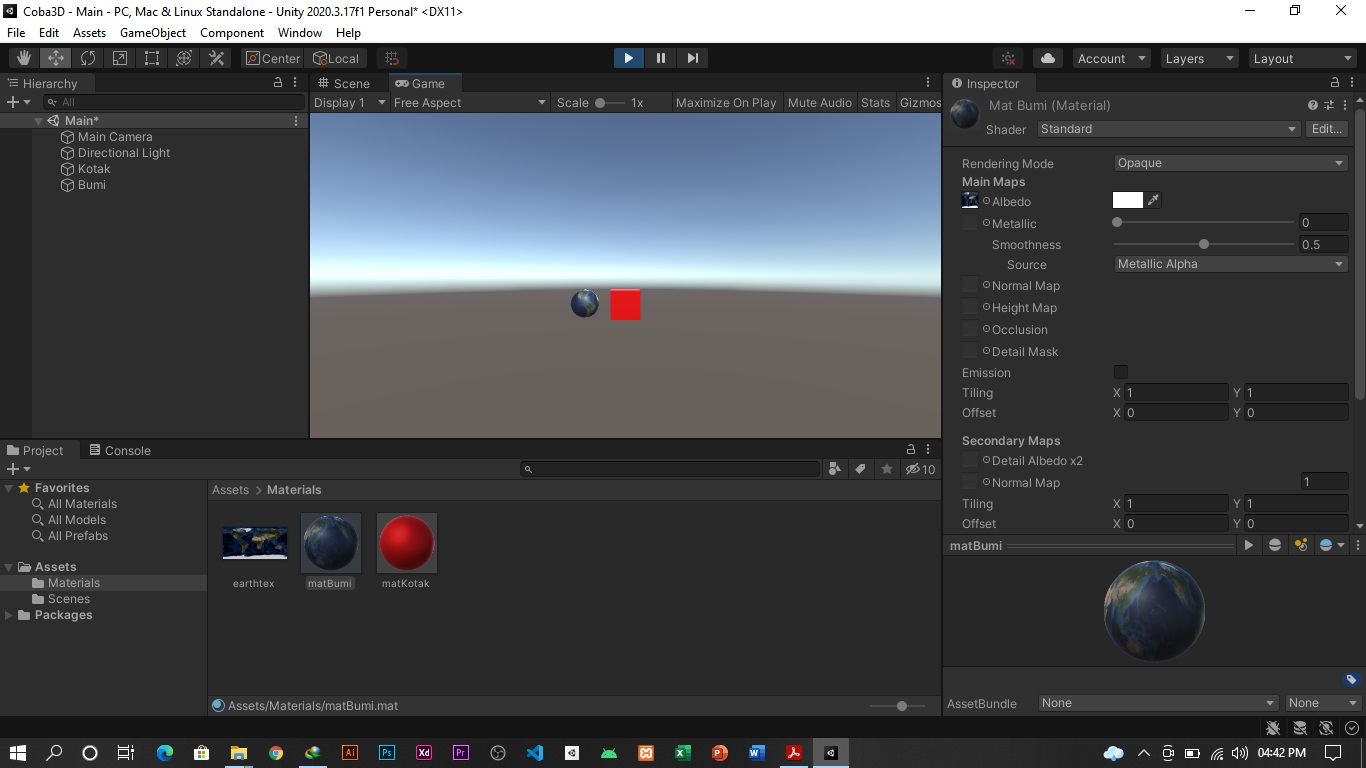 Coba3D - Main - PC, Mac & Linux Standalone - Unity 2020.3.17f1 Personal* <DX11>
File Edit Assets GameObject Component Window Help
Center Local Account Layers Layout
Hierarchy
All
Main*
Main Camera
Directional Light
Kotak
Bumi
Scene Game
Display 1 Free Aspect Scale 1x Maximize On Play Mute Audio Stats Gizmos
Inspector
Mat Bumi (Material)
Shader Standard Edit...
Rendering Mode Opaque
Main Maps
Albedo
Metallic 0
Smoothness 0.5
Source Metallic Alpha
Normal Map
Height Map
Occlusion
Detail Mask
Emission
Tiling X 1 Y 1
Offset X 0 Y 0
Secondary Maps
Detail Albedo x2
Normal Map 1
Tiling X 1 Y 1
Offset X 0 Y 0
matBumi
AssetBundle None None
Project Console
10
Favorites
All Materials
All Models
All Prefabs
Assets
Materials
Scenes
Packages
Assets > Materials
earthtex matBumi matKotak
Assets/Materials/matBumi.mat
Ai Ps Xd Pr X P W
04:42 PM